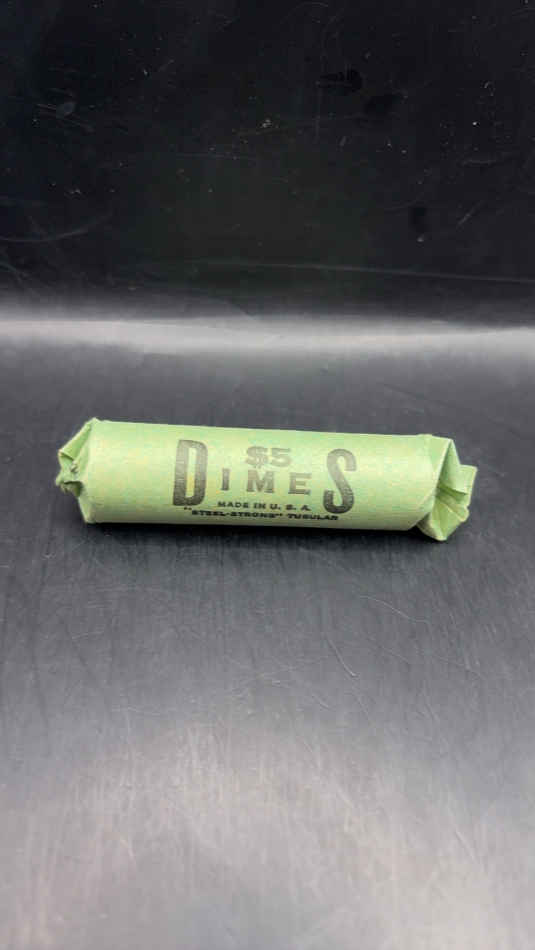 $5
DIMES
MADE IN U. S. A.
"STEEL-STRONG" TUBULAR